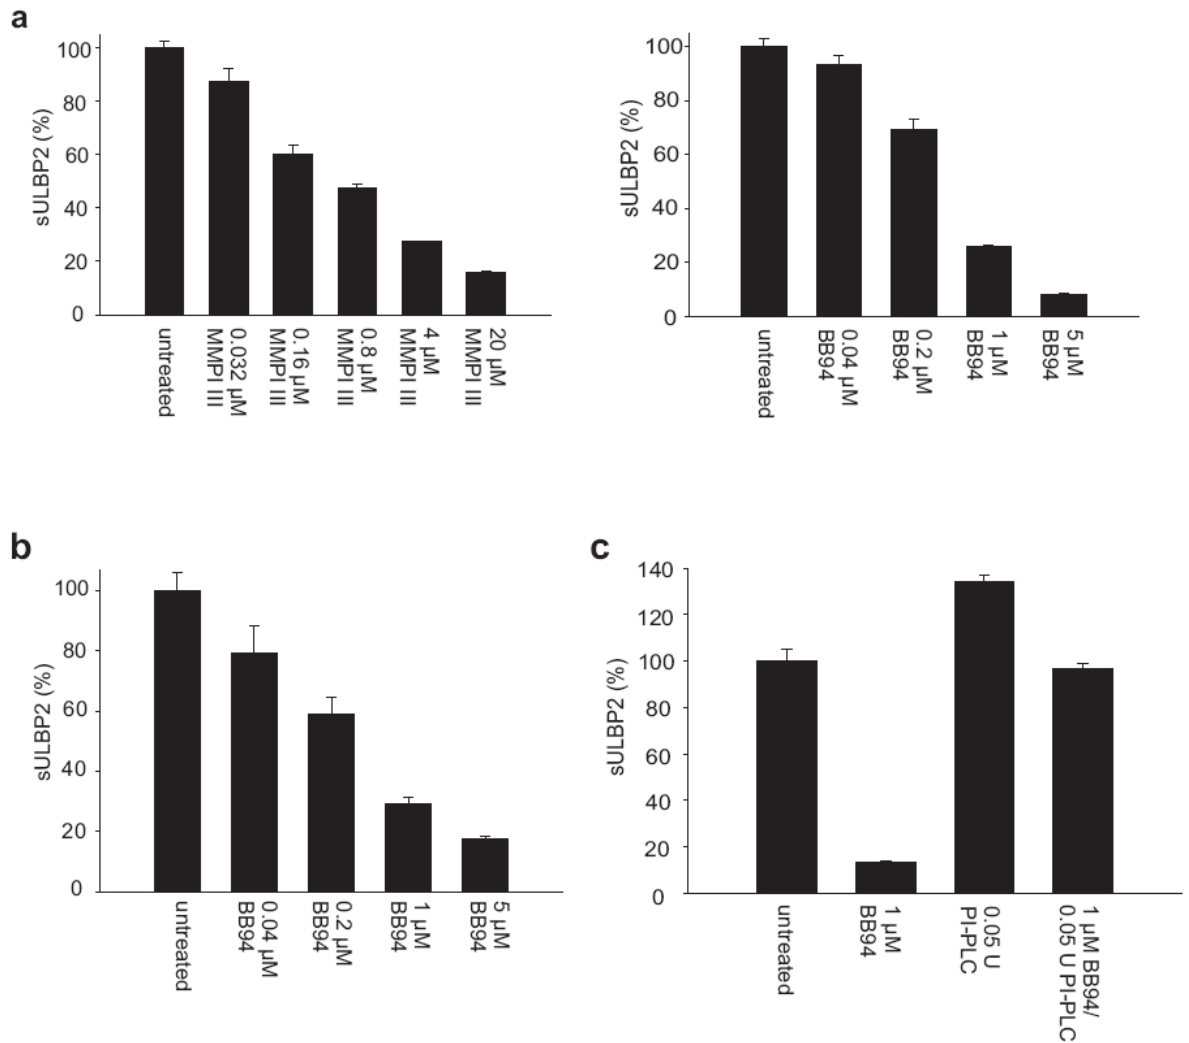 a
sULBP2 (%)
100
80
60
40
20
0
untreated
0.032 µM
MMPI III
0.16 µM
MMPI III
0.8 µM
MMPI III
4 µM
MMPI III
20 µM
MMPI III
sULBP2 (%)
100
80
60
40
20
0
untreated
0.04 µM
BB94
0.2 µM
BB94
1 µM
BB94
5 µM
BB94
b
sULBP2 (%)
100
80
60
40
20
0
untreated
0.04 µM
BB94
0.2 µM
BB94
1 µM
BB94
5 µM
BB94
c
sULBP2 (%)
140
120
100
80
60
40
20
0
untreated
1 µM
BB94
0.05 U
PI-PLC
1 µM BB94/
0.05 U PI-PLC